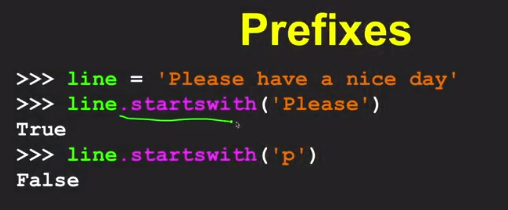 Prefixes
>>> line = 'Please have a nice day'
>>> line.startswith('Please')
True
>>> line.startswith('p')
False